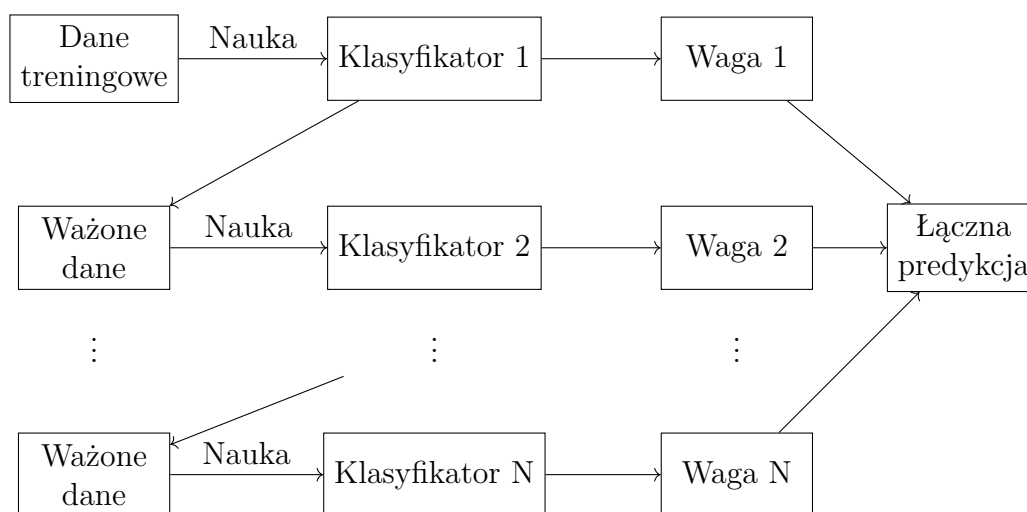 Dane
treningowe
Nauka
Klasyfikator 1
Waga 1
Ważone
dane
Nauka
Klasyfikator 2
Waga 2
Łączna
predykcja
⋮
⋮
⋮
Ważone
dane
Nauka
Klasyfikator N
Waga N